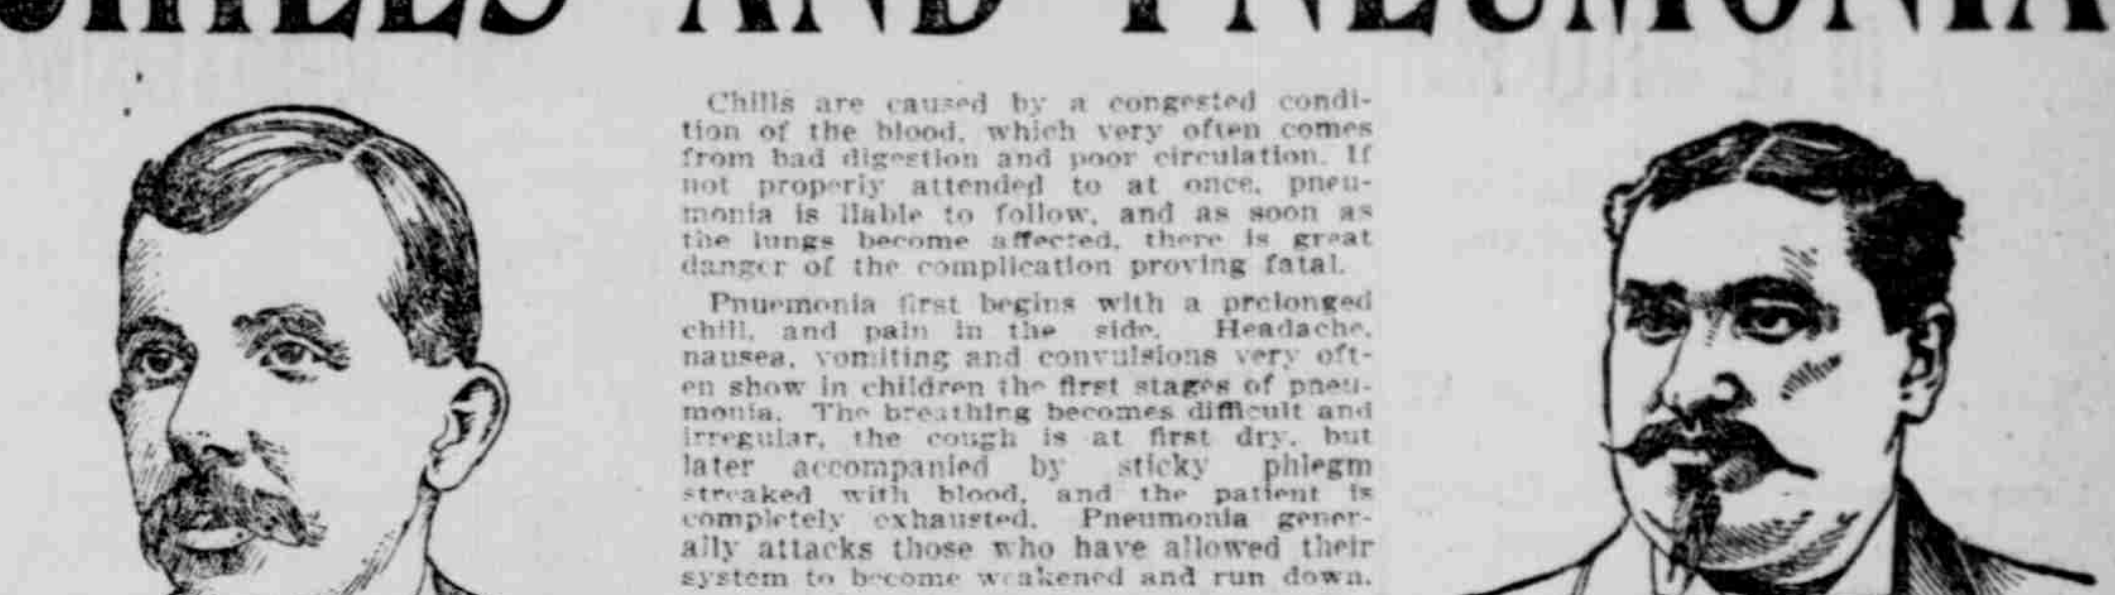 CHILLS AND PNEUMONIA
Chills are caused by a congested condi-
tion of the blood, which very often comes
from bad digestion and poor circulation. If
not properly attended to at once, pneu-
monia is liable to follow, and as soon as
the lungs become affected, there is great
danger of the complication proving fatal.
Pnuemonia first begins with a prolonged
chill, and pain in the side. Headache,
nausea, vomiting and convulsions very oft-
en show in children the first stages of pneu-
monia. The breathing becomes difficult and
irregular, the cough is at first dry, but
later accompanied by sticky phlegm
streaked with blood, and the patient is
completely exhausted. Pneumonia gener-
ally attacks those who have allowed their
system to become weakened and run down.